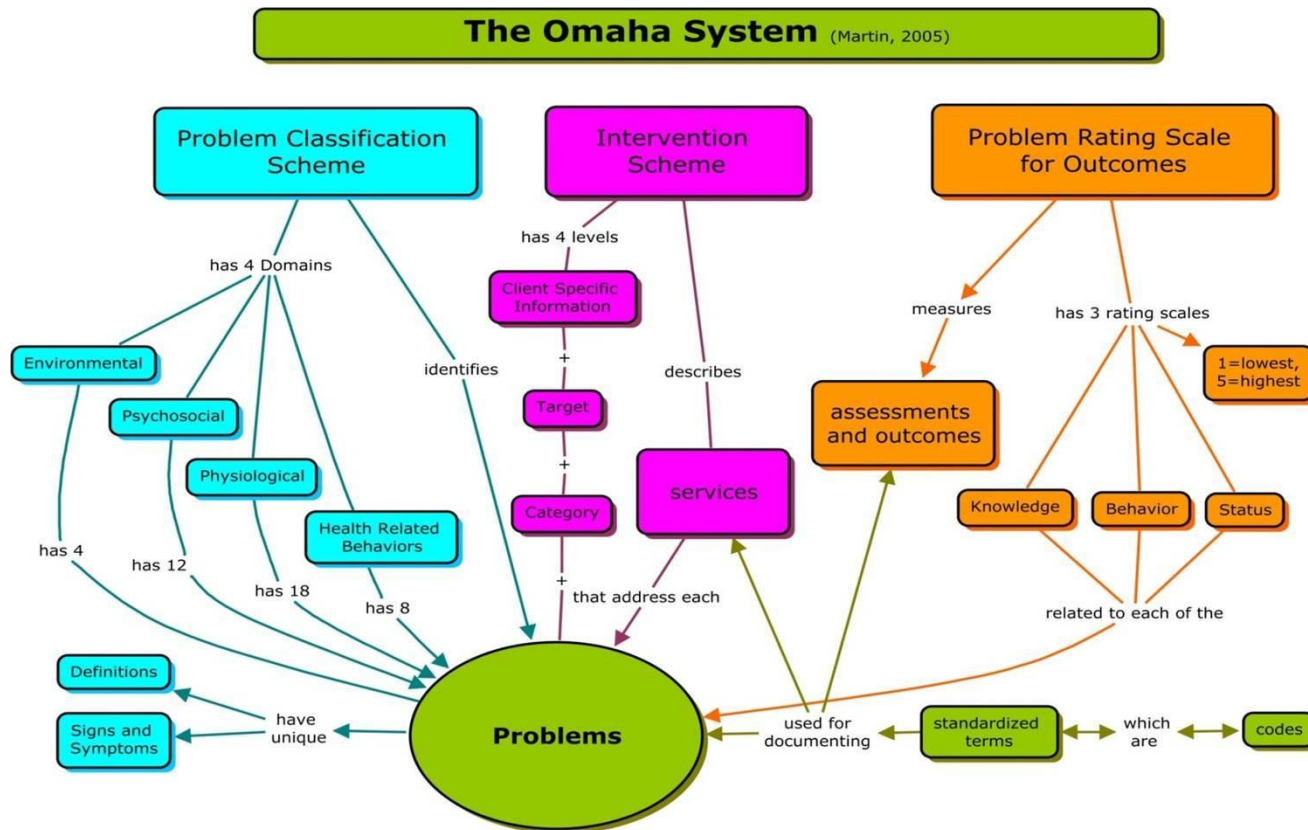 The Omaha System (Martin, 2005)
Problem Classification
Scheme
Intervention
Scheme
Problem Rating Scale
for Outcomes
has 4 Domains
has 4 levels
Client Specific
Information
measures
has 3 rating scales
Environmental
identifies
+
describes
1=lowest,
5=highest
Psychosocial
Target
assessments
and outcomes
Physiological
+
services
Category
Knowledge
Behavior
Status
Health Related
Behaviors
has 4
has 12
has 18
has 8
+
that address each
related to each of the
Definitions
Signs and
Symptoms
have
unique
Problems
used for
documenting
standardized
terms
which
are
codes